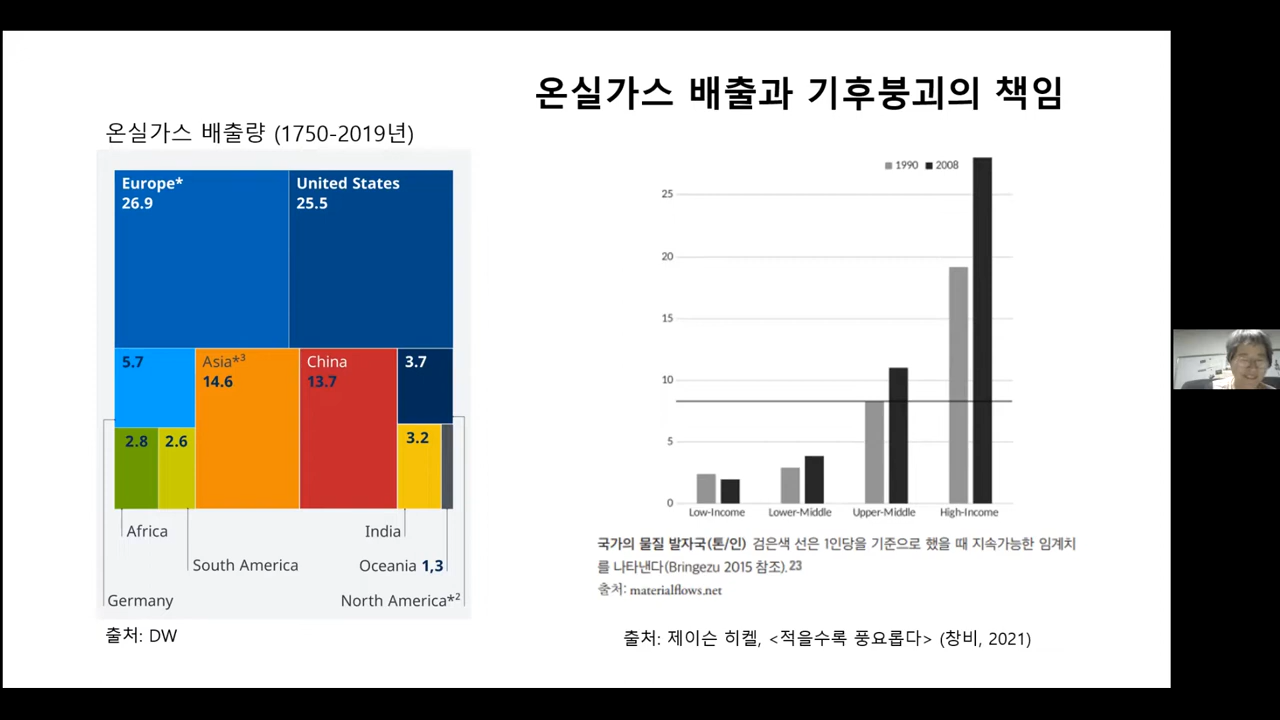 온실가스 배출과 기후붕괴의 책임
온실가스 배출량 (1750-2019년)
Europe*
26.9
United States
25.5
5.7
Asia*³
14.6
China
13.7
3.7
2.8
2.6
3.2
Africa
India
South America
Oceania 1,3
Germany
North America*²
출처: DW
1990
2008
25
20
15
10
5
0
Low-Income
Lower-Middle
Upper-Middle
High-Income
국가의 물질 발자국(톤/인) 검은색 선은 1인당을 기준으로 했을 때 지속가능한 임계치
를 나타낸다(Bringezu 2015 참조).23
출처: materialflows.net
출처: 제이슨 히켈, <적을수록 풍요롭다> (창비, 2021)